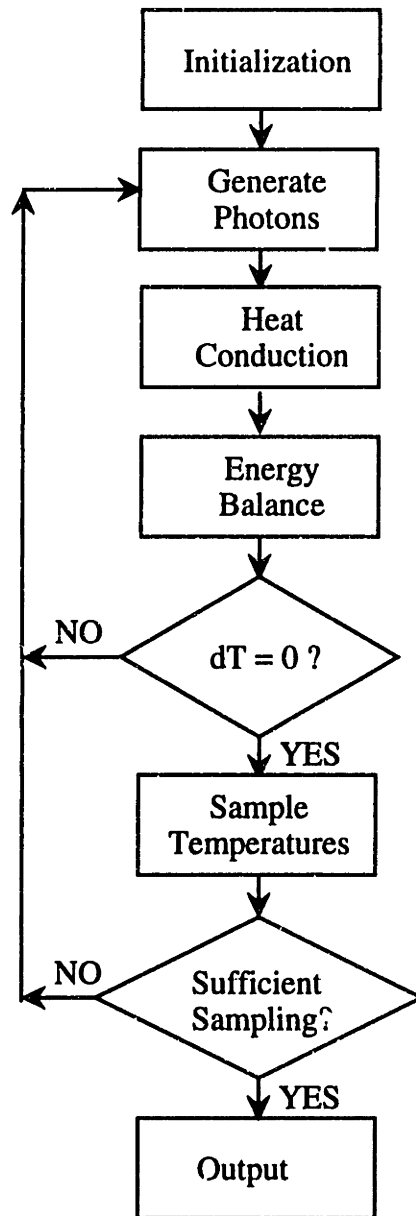 Initialization
Generate
Photons
Heat
Conduction
Energy
Balance
NO
dT = 0 ?
YES
Sample
Temperatures
NO
Sufficient
Sampling?
YES
Output